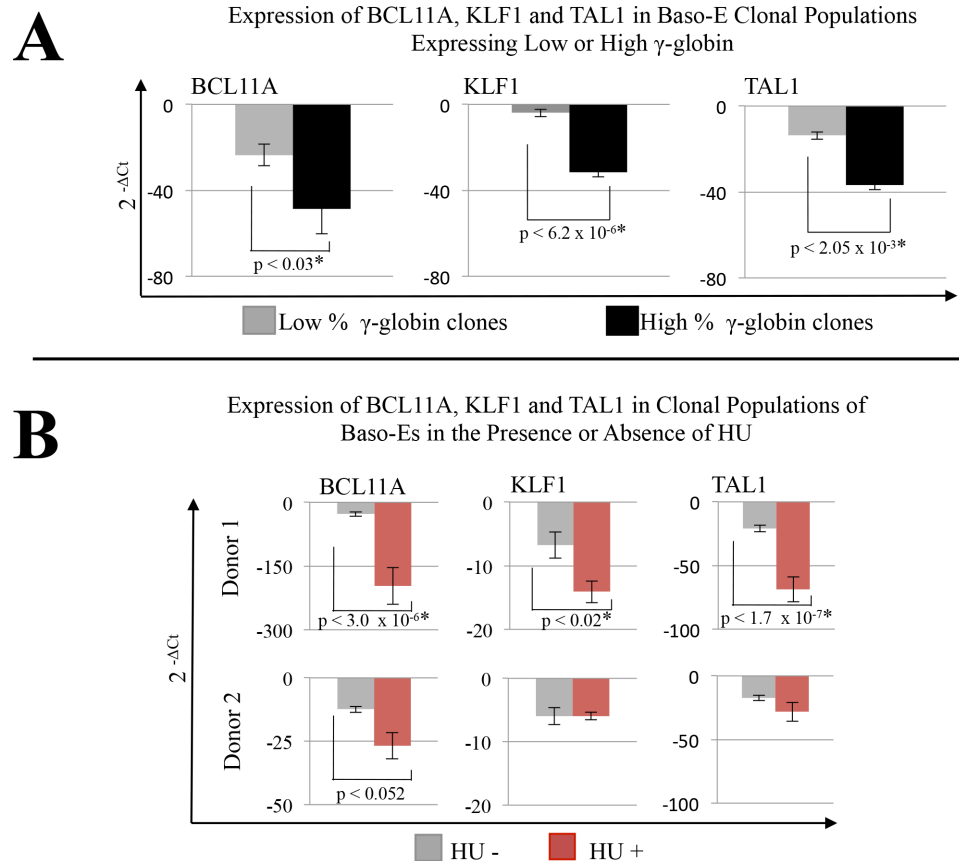 A
Expression of BCL11A, KLF1 and TAL1 in Baso-E Clonal Populations
Expressing Low or High γ-globin
BCL11A
KLF1
TAL1
2 -ΔCt
0
-40
-80
p < 0.03*
0
-40
-80
p < 6.2 x 10-6*
0
-40
-80
p < 2.05 x 10-3*
Low % γ-globin clones
High % γ-globin clones
B
Expression of BCL11A, KLF1 and TAL1 in Clonal Populations of
Baso-Es in the Presence or Absence of HU
2 -ΔCt
Donor 1
BCL11A
0
-150
-300
p < 3.0 x 10-6*
KLF1
0
-10
-20
p < 0.02*
TAL1
0
-50
-100
p < 1.7 x 10-7*
Donor 2
0
-25
-50
p < 0.052
0
-10
-20
0
-50
-100
HU -
HU +